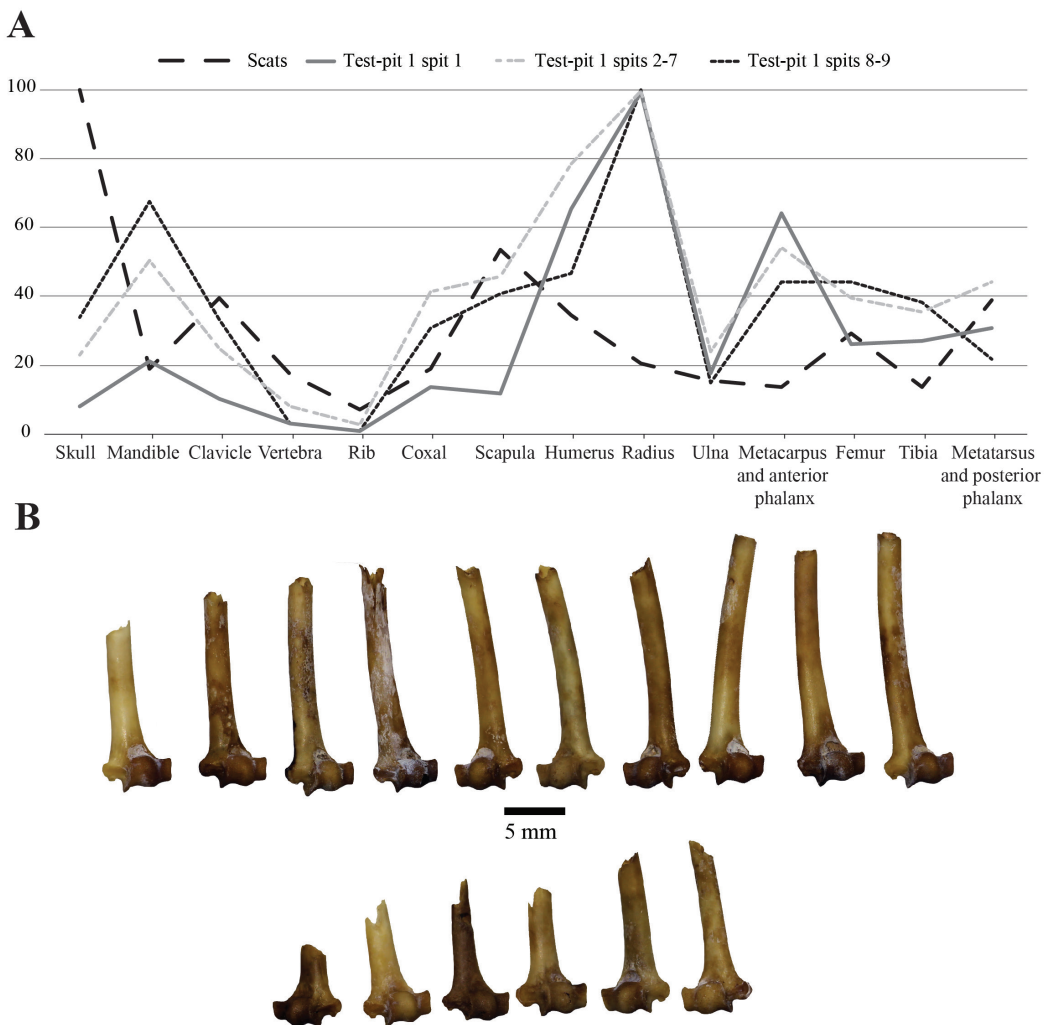 A
Scats Test-pit 1 spit 1 Test-pit 1 spits 2-7 Test-pit 1 spits 8-9
100
80
60
40
20
0
Skull Mandible Clavicle Vertebra Rib Coxal Scapula Humerus Radius Ulna Metacarpus Femur Tibia Metatarsus
and anterior and posterior
phalanx phalanx
B
5 mm